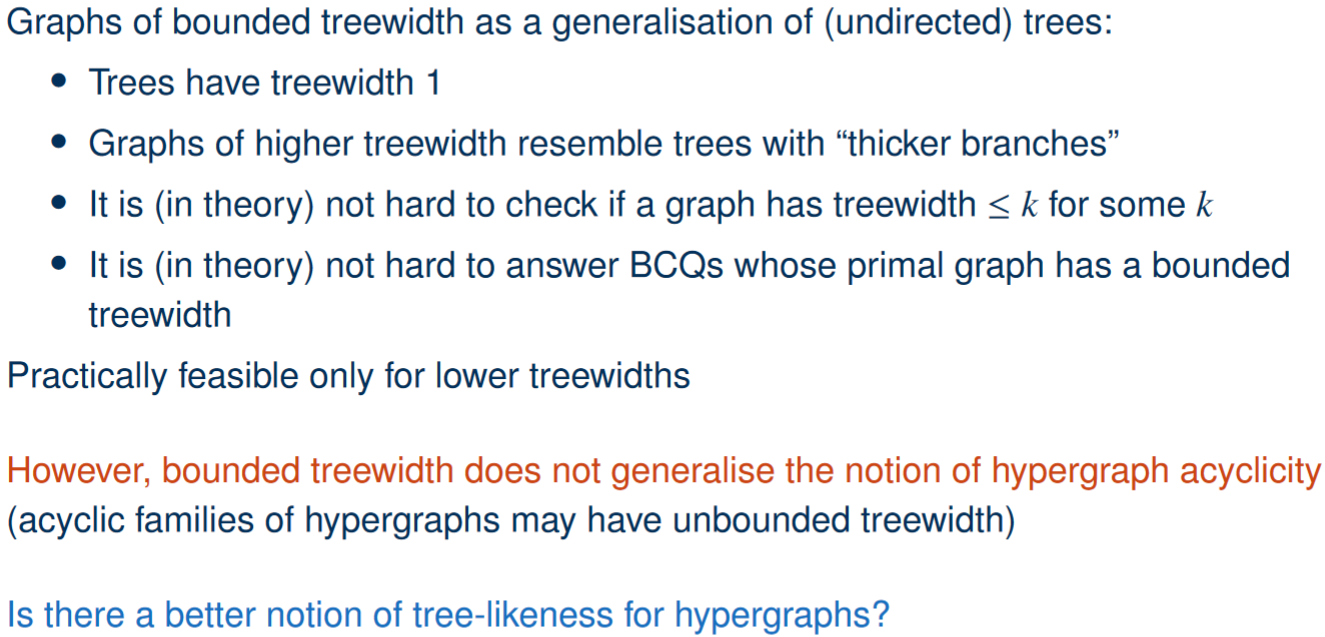 Graphs of bounded treewidth as a generalisation of (undirected) trees:
• Trees have treewidth 1
• Graphs of higher treewidth resemble trees with “thicker branches”
• It is (in theory) not hard to check if a graph has treewidth ≤ k for some k
• It is (in theory) not hard to answer BCQs whose primal graph has a bounded
treewidth
Practically feasible only for lower treewidths
However, bounded treewidth does not generalise the notion of hypergraph acyclicity
(acyclic families of hypergraphs may have unbounded treewidth)
Is there a better notion of tree-likeness for hypergraphs?